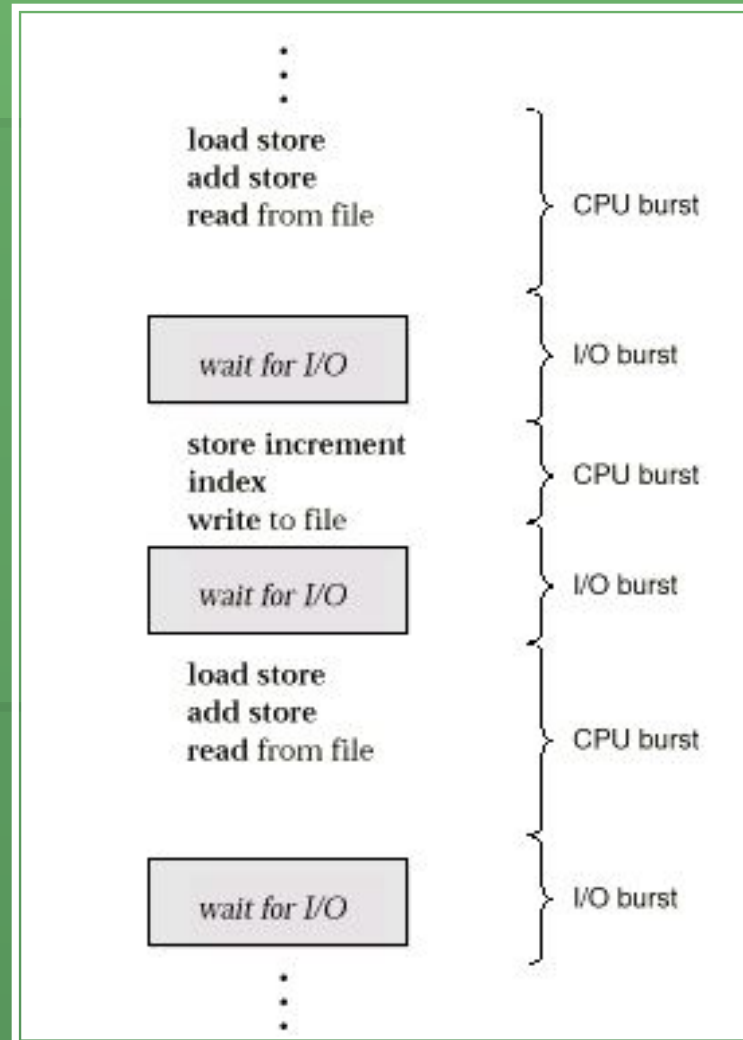 load store
add store
read from file
CPU burst
wait for I/O
I/O burst
store increment
index
write to file
CPU burst
wait for I/O
I/O burst
load store
add store
read from file
CPU burst
wait for I/O
I/O burst